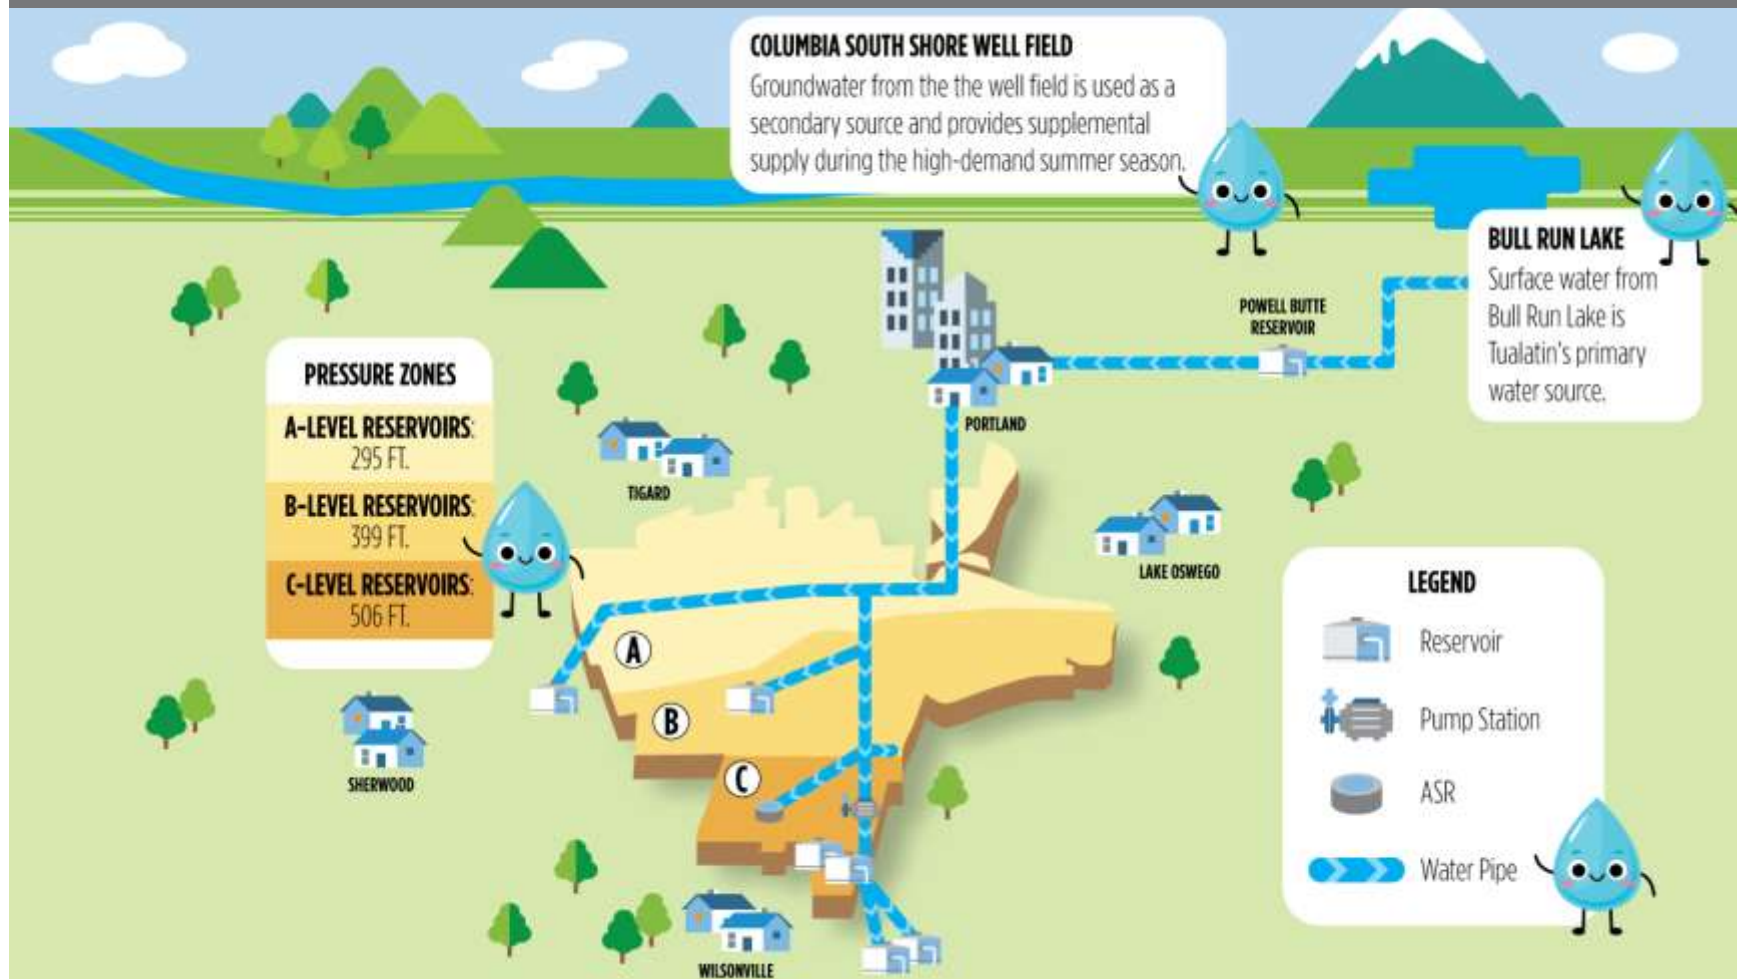 COLUMBIA SOUTH SHORE WELL FIELD
Groundwater from the the well field is used as a
secondary source and provides supplemental
supply during the high-demand summer season.
BULL RUN LAKE
Surface water from
Bull Run Lake is
Tualatin's primary
water source.
POWELL BUTTE
RESERVOIR
PORTLAND
PRESSURE ZONES
A-LEVEL RESERVOIRS:
295 FT.
B-LEVEL RESERVOIRS:
399 FT.
C-LEVEL RESERVOIRS:
506 FT.
TIGARD
LAKE OSWEGO
A
B
C
SHERWOOD
WILSONVILLE
LEGEND
Reservoir
Pump Station
ASR
Water Pipe